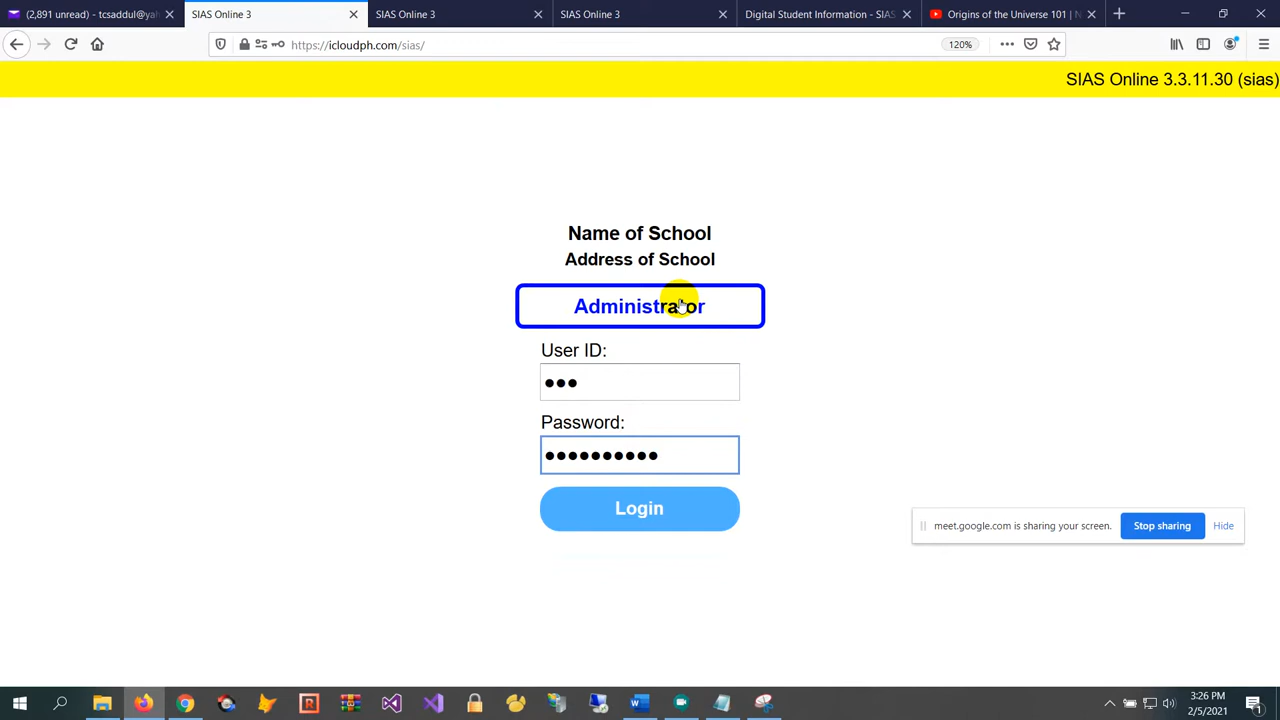 (2,891 unread) - tcsaddul@yah
SIAS Online 3
SIAS Online 3
SIAS Online 3
Digital Student Information - SIAS
Origins of the Universe 101 | N
https://icloudph.com/sias/
120%
SIAS Online 3.3.11.30 (sias)
Name of School
Address of School
Administrator
User ID:
Password:
Login
meet.google.com is sharing your screen.
Stop sharing
Hide
3:26 PM
2/5/2021